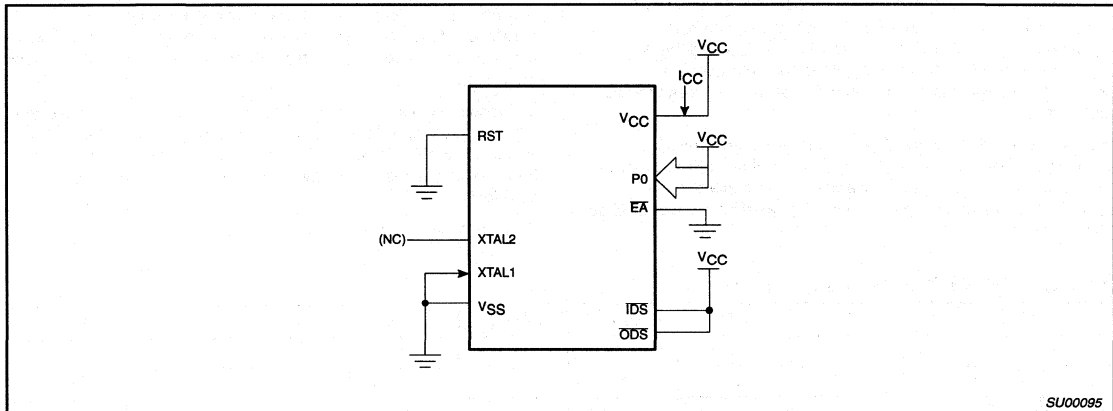 VCC
ICC
VCC
RST
VCC
P0
EA
(NC)
XTAL2
XTAL1
VCC
VSS
IDS
ODS
SU00095